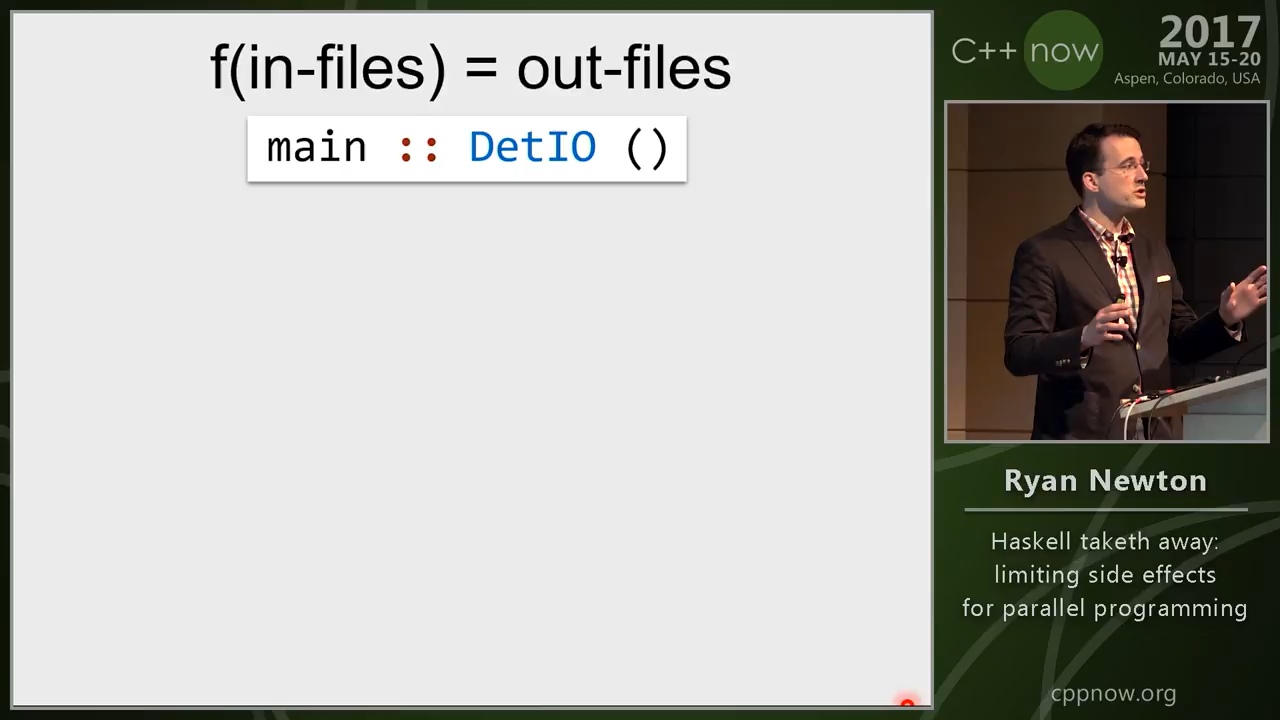 f(in-files) = out-files
main :: DetIO ()
C++ now
2017
MAY 15-20
Aspen, Colorado, USA
Ryan Newton
Haskell taketh away:
limiting side effects
for parallel programming
cppnow.org